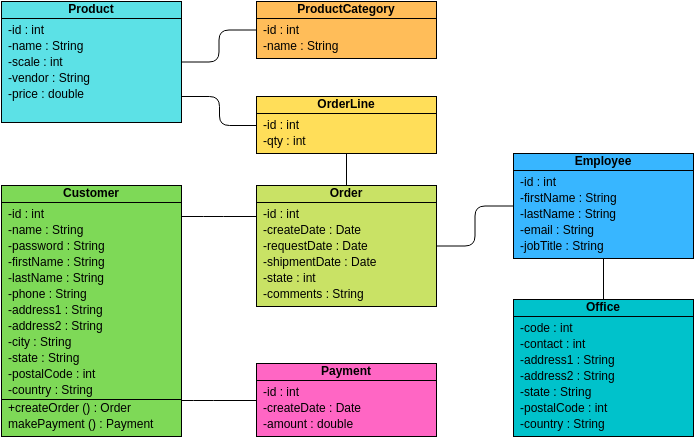 Product
-id : int
-name : String
-scale : int
-vendor : String
-price : double
ProductCategory
-id : int
-name : String
OrderLine
-id : int
-qty : int
Customer
-id : int
-name : String
-password : String
-firstName : String
-lastName : String
-phone : String
-address1 : String
-address2 : String
-city : String
-state : String
-postalCode : int
-country : String
+createOrder () : Order
makePayment () : Payment
Order
-id : int
-createDate : Date
-requestDate : Date
-shipmentDate : Date
-state : int
-comments : String
Payment
-id : int
-createDate : Date
-amount : double
Employee
-id : int
-firstName : String
-lastName : String
-email : String
-jobTitle : String
Office
-code : int
-contact : int
-address1 : String
-address2 : String
-state : String
-postalCode : int
-country : String